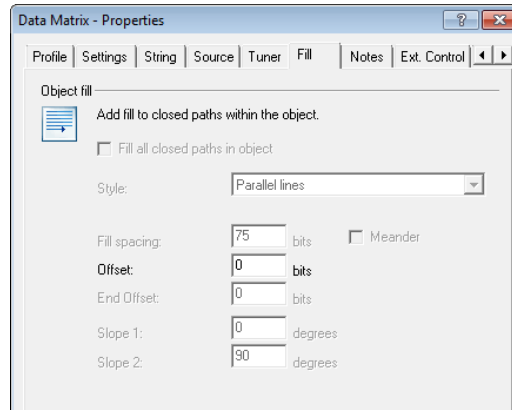 Data Matrix - Properties
Profile Settings String Source Tuner Fill Notes Ext. Control
Object fill
Add fill to closed paths within the object.
Fill all closed paths in object
Style: Parallel lines
Fill spacing: 75 bits Meander
Offset: 0 bits
End Offset: 0 bits
Slope 1: 0 degrees
Slope 2: 90 degrees